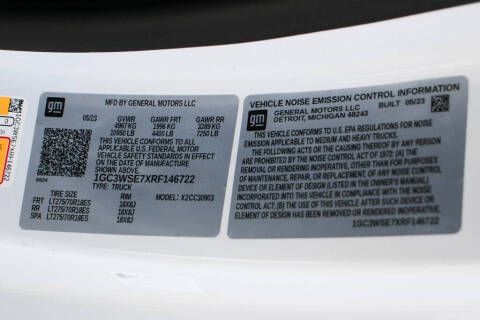 1GC3WSE7XRF146722
gm
MFD BY GENERAL MOTORS LLC
05/23 GVWR GAWR FRT GAWR RR
4967 KG 1996 KG 3289 KG
10950 LB 4400 LB 7250 LB
THIS VEHICLE CONFORMS TO ALL APPLICABLE U.S.
FEDERAL MOTOR VEHICLE SAFETY STANDARDS IN EFFECT ON THE
DATE OF MANUFACTURE SHOWN ABOVE.
1GC3WSE7XRF146722
TYPE: TRUCK
TIRE SIZE RIM MODEL: X2CC30903
FRT LT275/70R18ES 18X8J
RR LT275/70R18ES 18X8J
SPA LT275/70R18ES 18X8J
gm
VEHICLE NOISE EMISSION CONTROL INFORMATION
GENERAL MOTORS LLC BUILT 05/23
DETROIT, MICHIGAN 48243
THIS VEHICLE CONFORMS TO U.S. EPA REGULATIONS FOR NOISE
EMISSION APPLICABLE TO MEDIUM AND HEAVY TRUCKS.
THE FOLLOWING ACTS OR THE CAUSING THEREOF BY ANY PERSON
ARE PROHIBITED BY THE NOISE CONTROL ACT OF 1972: (A) THE
REMOVAL OR RENDERING INOPERATIVE, OTHER THAN FOR PURPOSES OF
MAINTENANCE, REPAIR, OR REPLACEMENT, OF ANY NOISE CONTROL
DEVICE OR ELEMENT OF DESIGN (LISTED IN THE OWNER'S MANUAL)
INCORPORATED INTO THIS VEHICLE IN COMPLIANCE WITH THE NOISE
CONTROL ACT; (B) THE USE OF THIS VEHICLE AFTER SUCH DEVICE OR
ELEMENT OF DESIGN HAS BEEN REMOVED OR RENDERED INOPERATIVE.
1GC3WSE7XRF146722